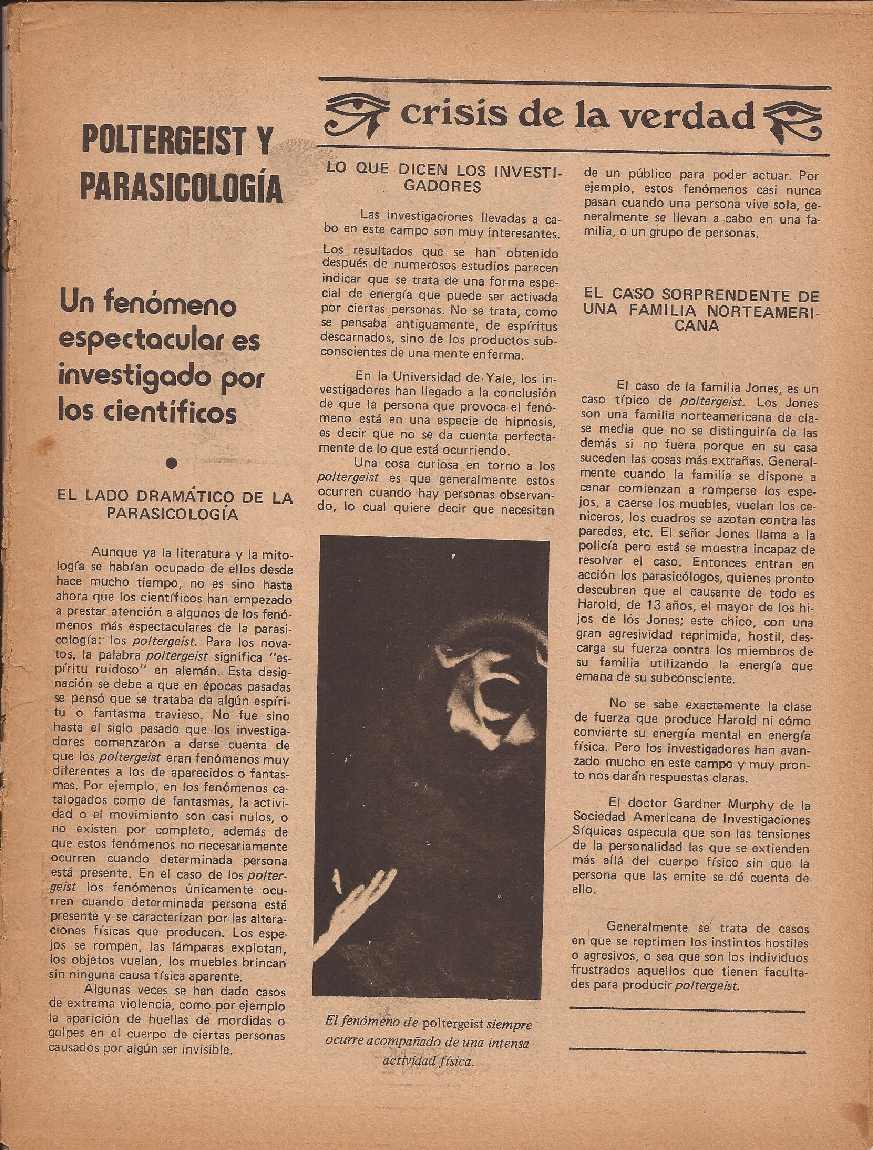 POLTERGEIST Y
PARASICOLOGÍA
Un fenómeno
espectacular es
investigado por
los científicos
EL LADO DRAMÁTICO DE LA
PARASICOLOGÍA
Aunque ya la literatura y la mito-
logía se habían ocupado de ellos desde
hace mucho tiempo, no es sino hasta
ahora que los científicos han empezado
a prestar atención a algunos de los fenó-
menos más espectaculares de la parasi-
cología: los poltergeist. Para los nova-
tos, la palabra poltergeist significa "es-
píritu ruidoso" en alemán. Esta desig-
nación se debe a que en épocas pasadas
se pensó que se trataba de algún espíri-
tu o fantasma travieso. No fue sino
hasta el siglo pasado que los investiga-
dores comenzaron a darse cuenta de
que los poltergeist eran fenómenos muy
diferentes a los de aparecidos o fantas-
mas. Por ejemplo, en los fenómenos ca-
talogados como de fantasmas, la activi-
dad o el movimiento son casi nulos, o
no existen por completo, además de
que estos fenómenos no necesariamente
ocurren cuando determinada persona
está presente. En el caso de los polter-
geist los fenómenos únicamente ocu-
rren cuando determinada persona está
presente y se caracterizan por las altera-
ciones físicas que producen. Los espe-
jos se rompen, las lámparas explotan,
los objetos vuelan, los muebles brincan
sin ninguna causa física aparente.
Algunas veces se han dado casos
de extrema violencia, como por ejemplo
la aparición de huellas de mordidas o
golpes en el cuerpo de ciertas personas
causados por algún ser invisible.
crisis de la verdad
LO QUE DICEN LOS INVESTI-
GADORES
Las investigaciones llevadas a ca-
bo en este campo son muy interesantes.
Los resultados que se han obtenido
después de numerosos estudios parecen
indicar que se trata de una forma espe-
cial de energía que puede ser activada
por ciertas personas. No se trata, como
se pensaba antiguamente, de espíritus
descarnados, sino de los productos sub-
conscientes de una mente enferma.
En la Universidad de Yale, los in-
vestigadores han llegado a la conclusión
de que la persona que provoca el fenó-
meno está en una especie de hipnosis,
es decir que no se da cuenta perfecta-
mente de lo que está ocurriendo.
Una cosa curiosa en torno a los
poltergeist es que generalmente estos
ocurren cuando hay personas observan-
do, lo cual quiere decir que necesitan
El fenómeno de poltergeist siempre
ocurre acompañado de una intensa
actividad física.
de un público para poder actuar. Por
ejemplo, estos fenómenos casi nunca
pasan cuando una persona vive sola, ge-
neralmente se llevan a cabo en una fa-
milia, o un grupo de personas.
EL CASO SORPRENDENTE DE
UNA FAMILIA NORTEAMERI-
CANA
El caso de la familia Jones, es un
caso típico de poltergeist. Los Jones
son una familia norteamericana de cla-
se media que no se distinguiría de las
demás si no fuera porque en su casa
suceden las cosas más extrañas. General-
mente cuando la familia se dispone a
cenar comienzan a romperse los espe-
jos, a caerse los muebles, vuelan los ce-
niceros, los cuadros se azotan contra las
paredes, etc. El señor Jones llama a la
policía pero está se muestra incapaz de
resolver el caso. Entonces entran en
acción los parasicólogos, quienes pronto
descubren que el causante de todo es
Harold, de 13 años, el mayor de los hi-
jos de los Jones; este chico, con una
gran agresividad reprimida, hostil, des-
carga su fuerza contra los miembros de
su familia utilizando la energía que
emana de su subconsciente.
No se sabe exactamente la clase
de fuerza que produce Harold ni cómo
convierte su energía mental en energía
física. Pero los investigadores han avan-
zado mucho en este campo y muy pron-
to nos darán respuestas claras.
El doctor Gardner Murphy de la
Sociedad Americana de Investigaciones
Síquicas especula que son las tensiones
de la personalidad las que se extienden
más allá del cuerpo físico sin que la
persona que las emite se dé cuenta de
ello.
Generalmente se trata de casos
en que se reprimen los instintos hostiles
o agresivos, o sea que son los individuos
frustrados aquellos que tienen faculta-
des para producir poltergeist.